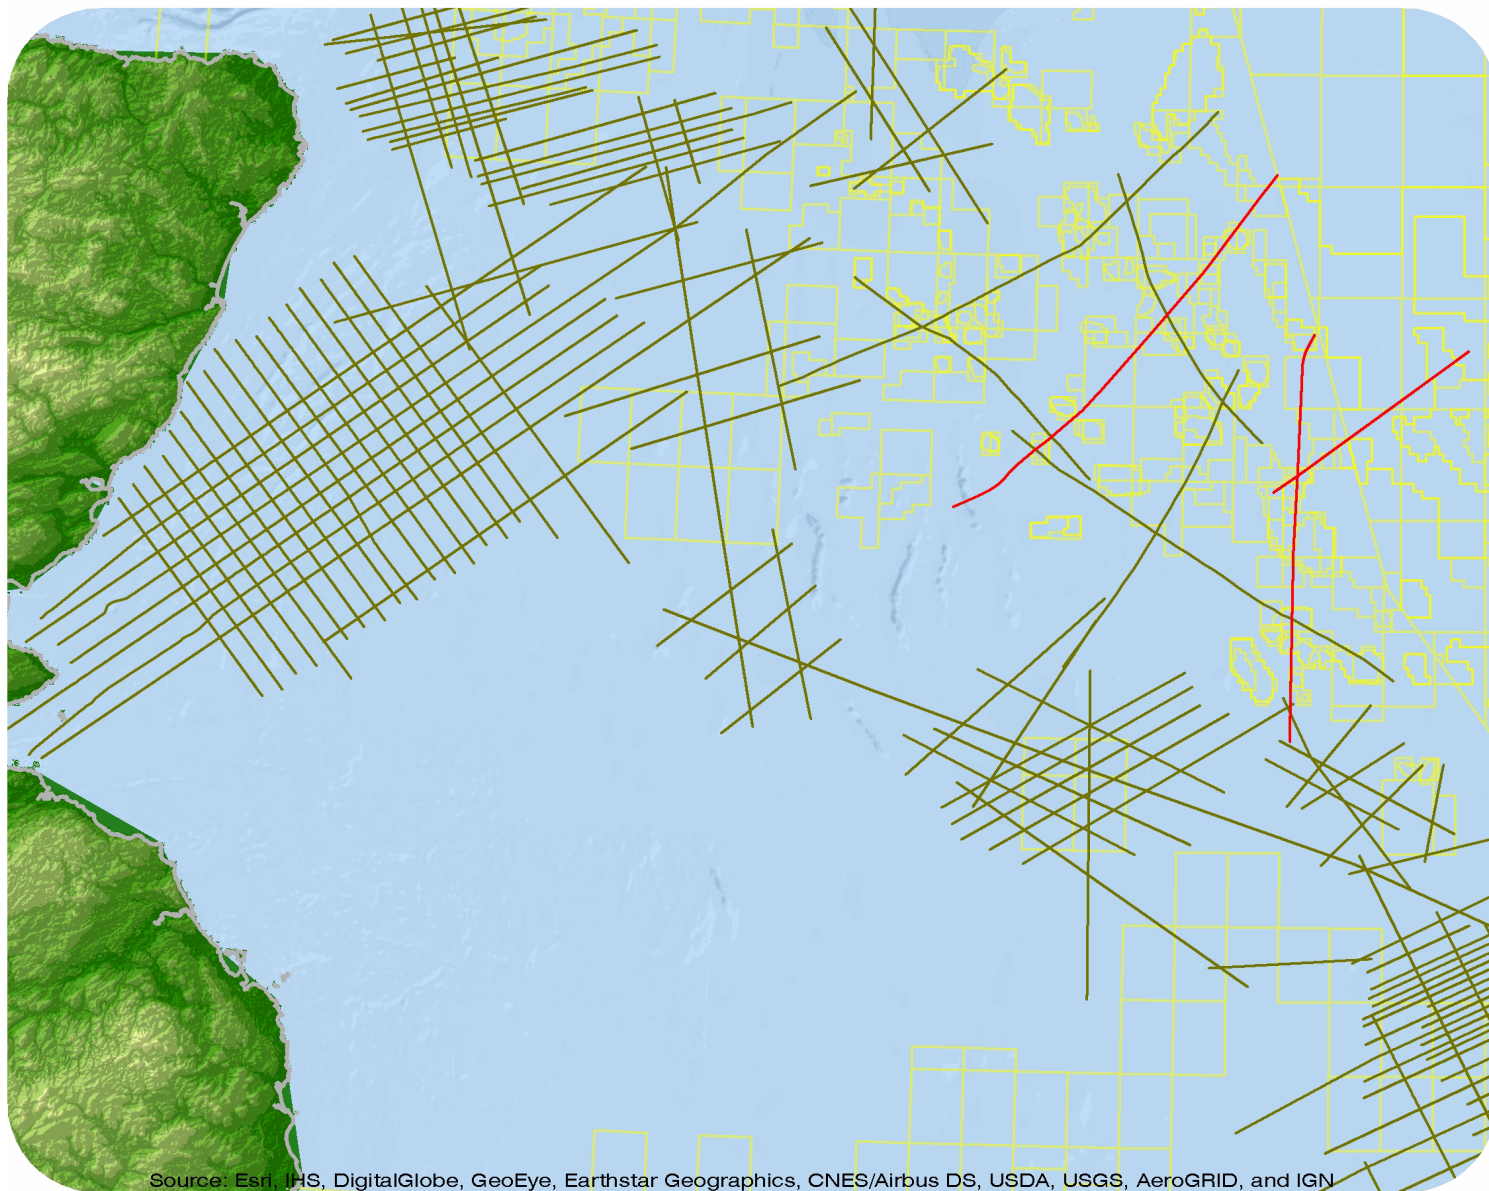 Source: Esri, IHS, DigitalGlobe, GeoEye, Earthstar Geographics, CNES/Airbus DS, USDA, USGS, AeroGRID, and IGN